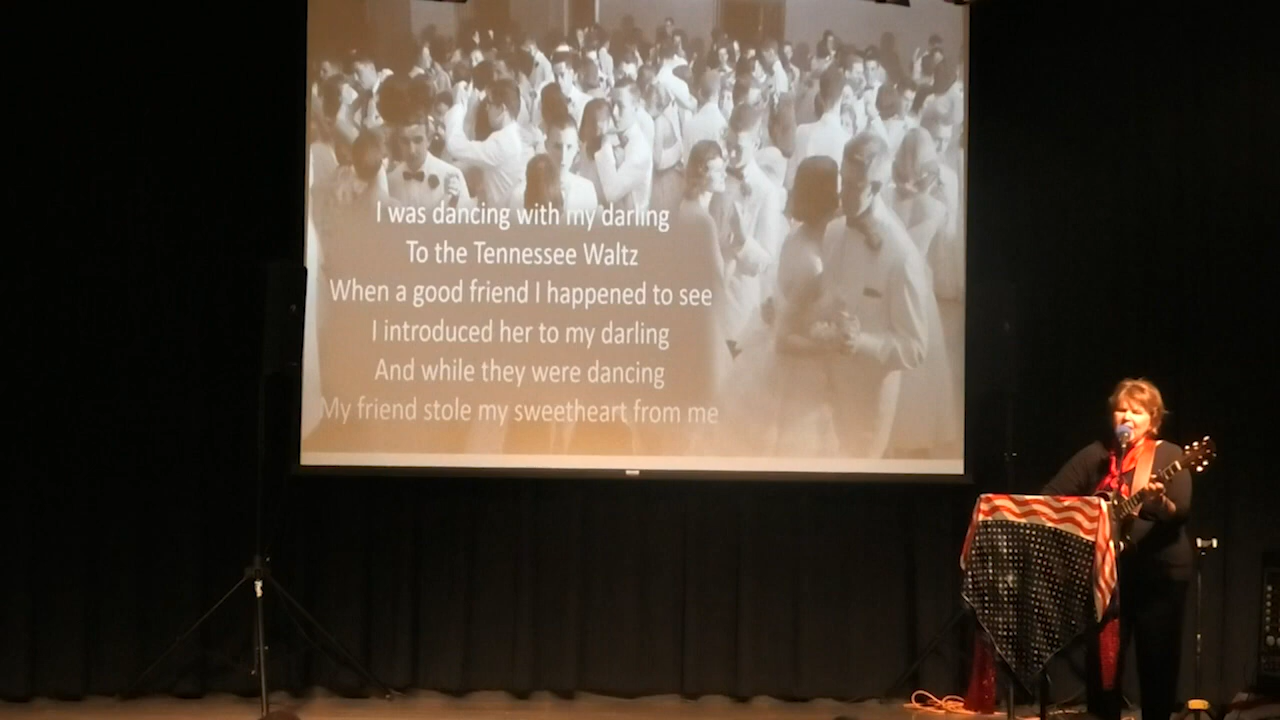 I was dancing with my darling
To the Tennessee Waltz
When a good friend I happened to see
I introduced her to my darling
And while they were dancing
My friend stole my sweetheart from me